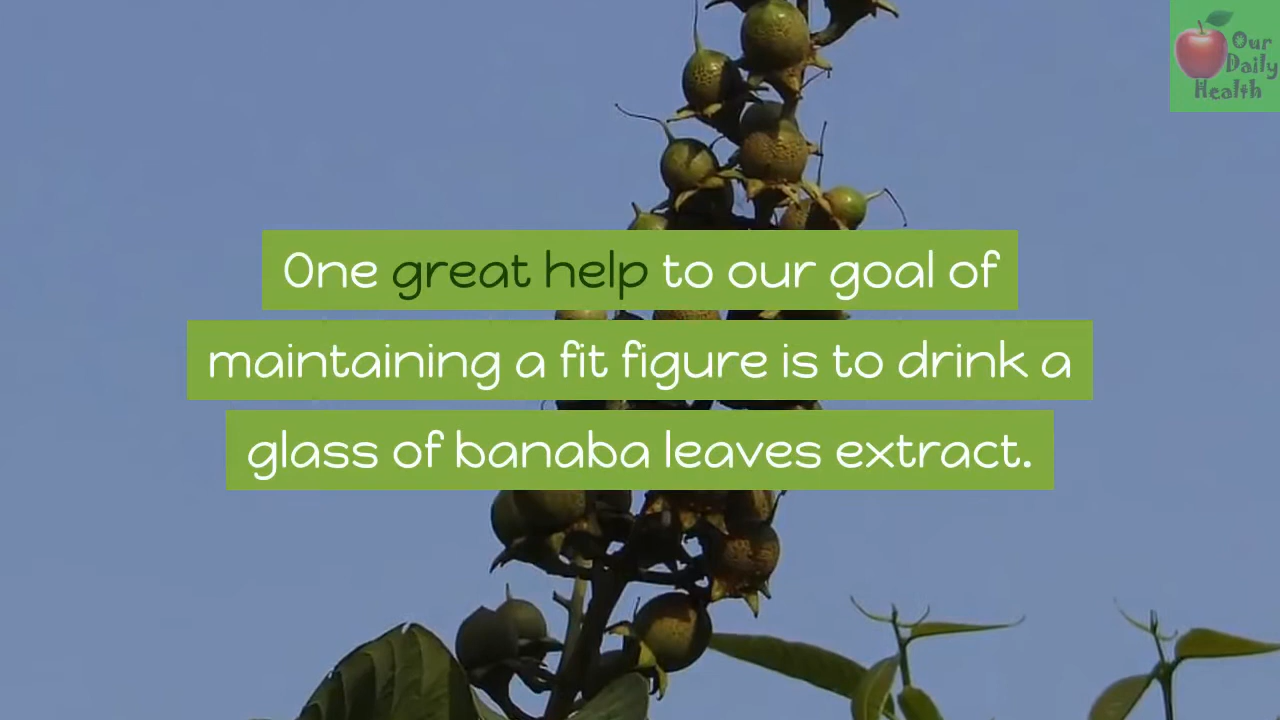 Our
Daily
Health
One great help to our goal of
maintaining a fit figure is to drink a
glass of banaba leaves extract.